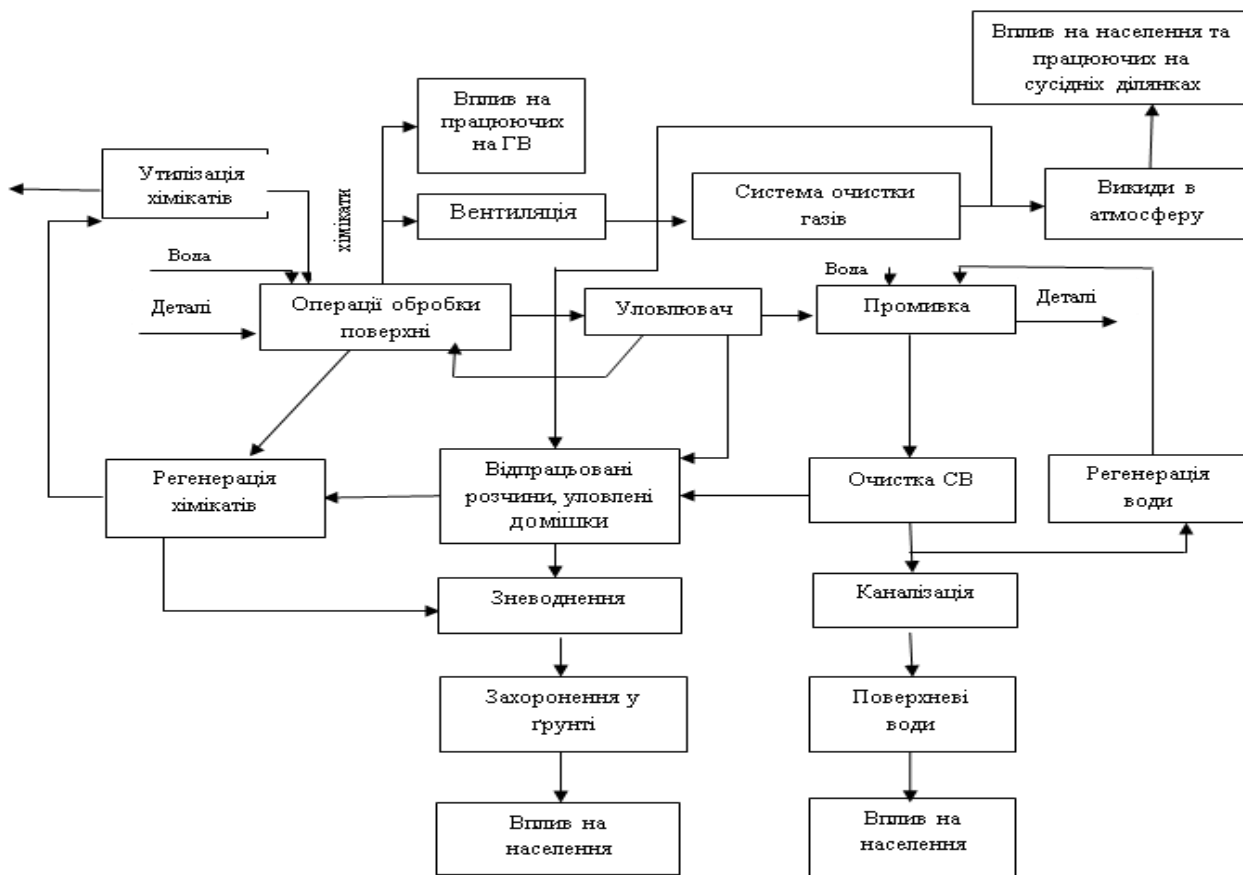 Вплив на населення та
працюючих на
сусідніх ділянках
Вплив на
працюючих
на ГВ
Утилізація
хімікатів
хімікати
Вентиляція
Система очистки
газів
Викиди в
атмосферу
Вода
Деталі
Операції обробки
поверхні
Уловлювач
Вода
Промивка
Деталі
Регенерація
хімікатів
Відпрацьовані
розчини, уловлені
домішки
Очистка СВ
Регенерація
води
Зневоднення
Каналізація
Захоронення у
ґрунті
Поверхневі
води
Вплив на
населення
Вплив на
населення